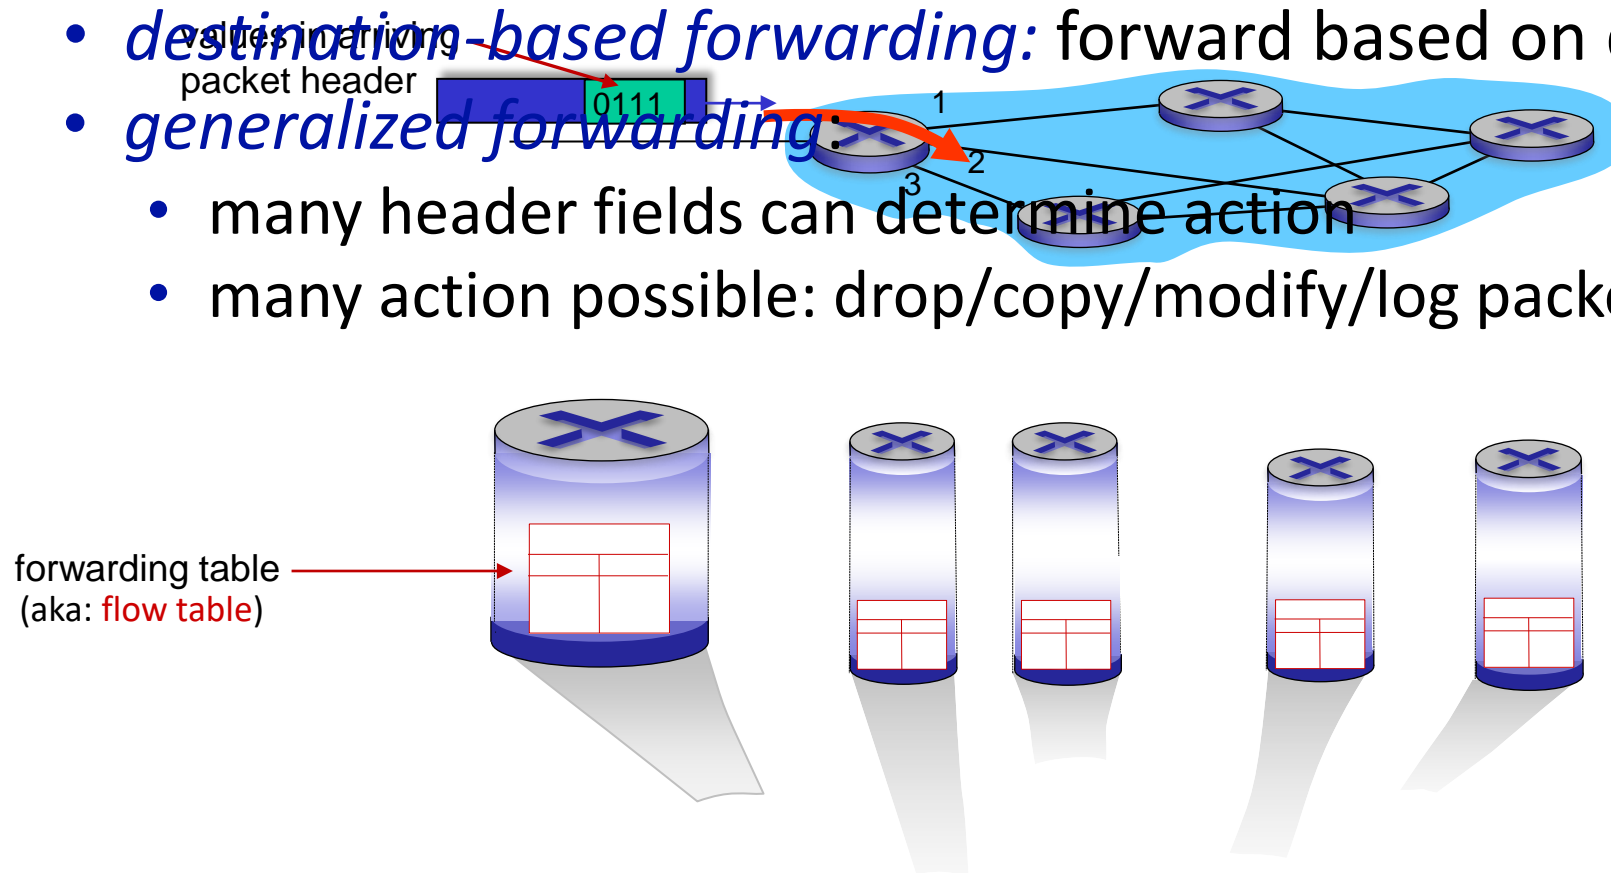 • destination-based forwarding: forward based on
values in arriving
packet header
0111
• generalized forwarding:
1
2
3
• many header fields can determine action
• many action possible: drop/copy/modify/log
forwarding table
(aka: flow table)